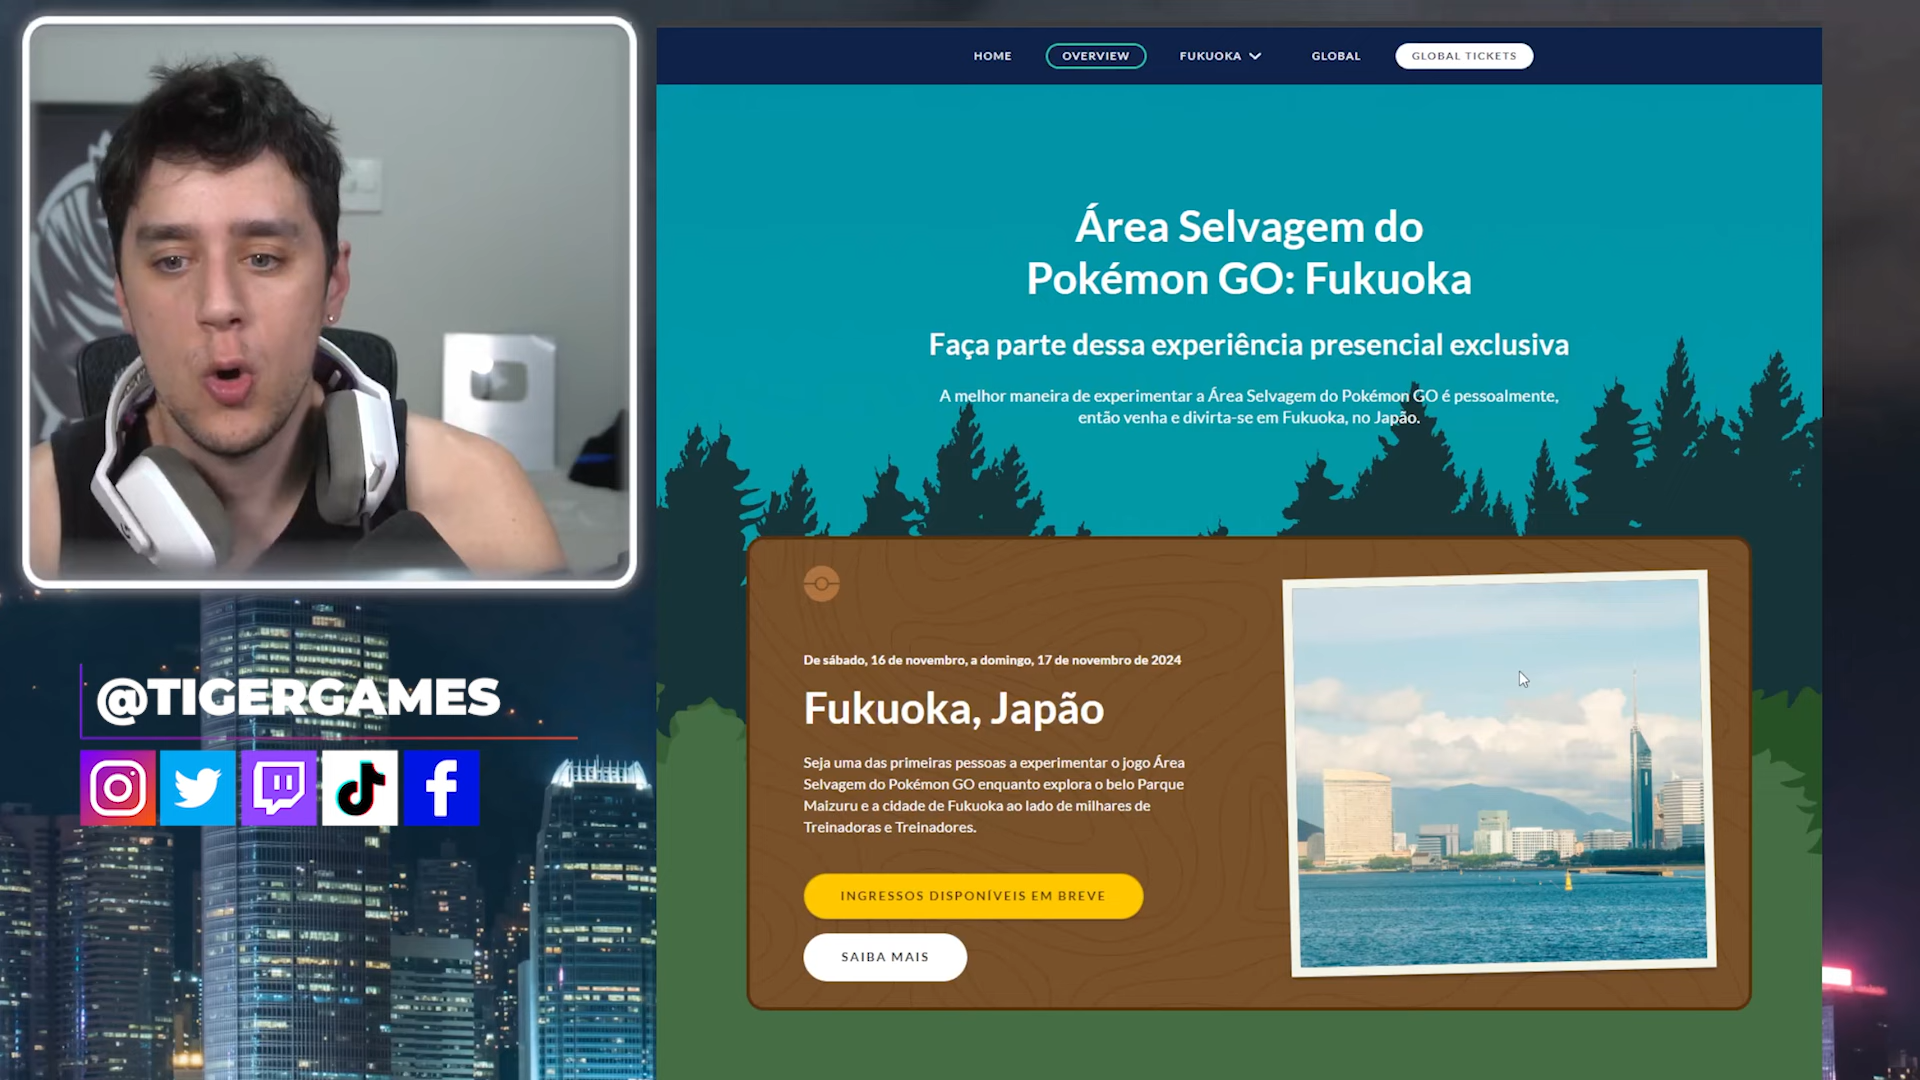 HOME
OVERVIEW
FUKUOKA
GLOBAL
GLOBAL TICKETS
Área Selvagem do
Pokémon GO: Fukuoka
Faça parte dessa experiência presencial exclusiva
A melhor maneira de experimentar a Área Selvagem do Pokémon GO é pessoalmente,
então venha e divirta-se em Fukuoka, no Japão.
De sábado, 16 de novembro, a domingo, 17 de novembro de 2024
Fukuoka, Japão
Seja uma das primeiras pessoas a experimentar o jogo Área
Selvagem do Pokémon GO enquanto explora o belo Parque
Maizuru e a cidade de Fukuoka ao lado de milhares de
Treinadoras e Treinadores.
INGRESSOS DISPONÍVEIS EM BREVE
SAIBA MAIS
@TIGERGAMES